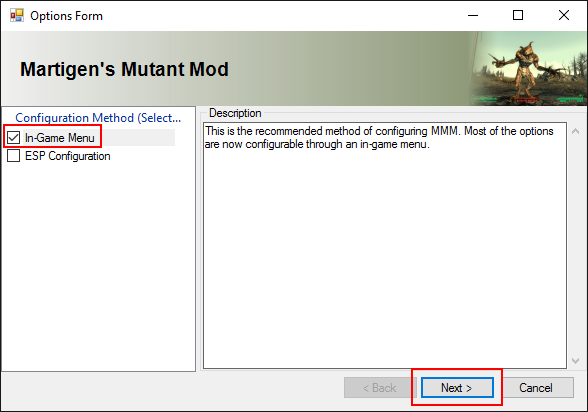 Options Form
Martigen's Mutant Mod
Configuration Method (Select...
In-Game Menu
ESP Configuration
Description
This is the recommended method of configuring MMM. Most of the options
are now configurable through an in-game menu.
< Back
Next >
Cancel